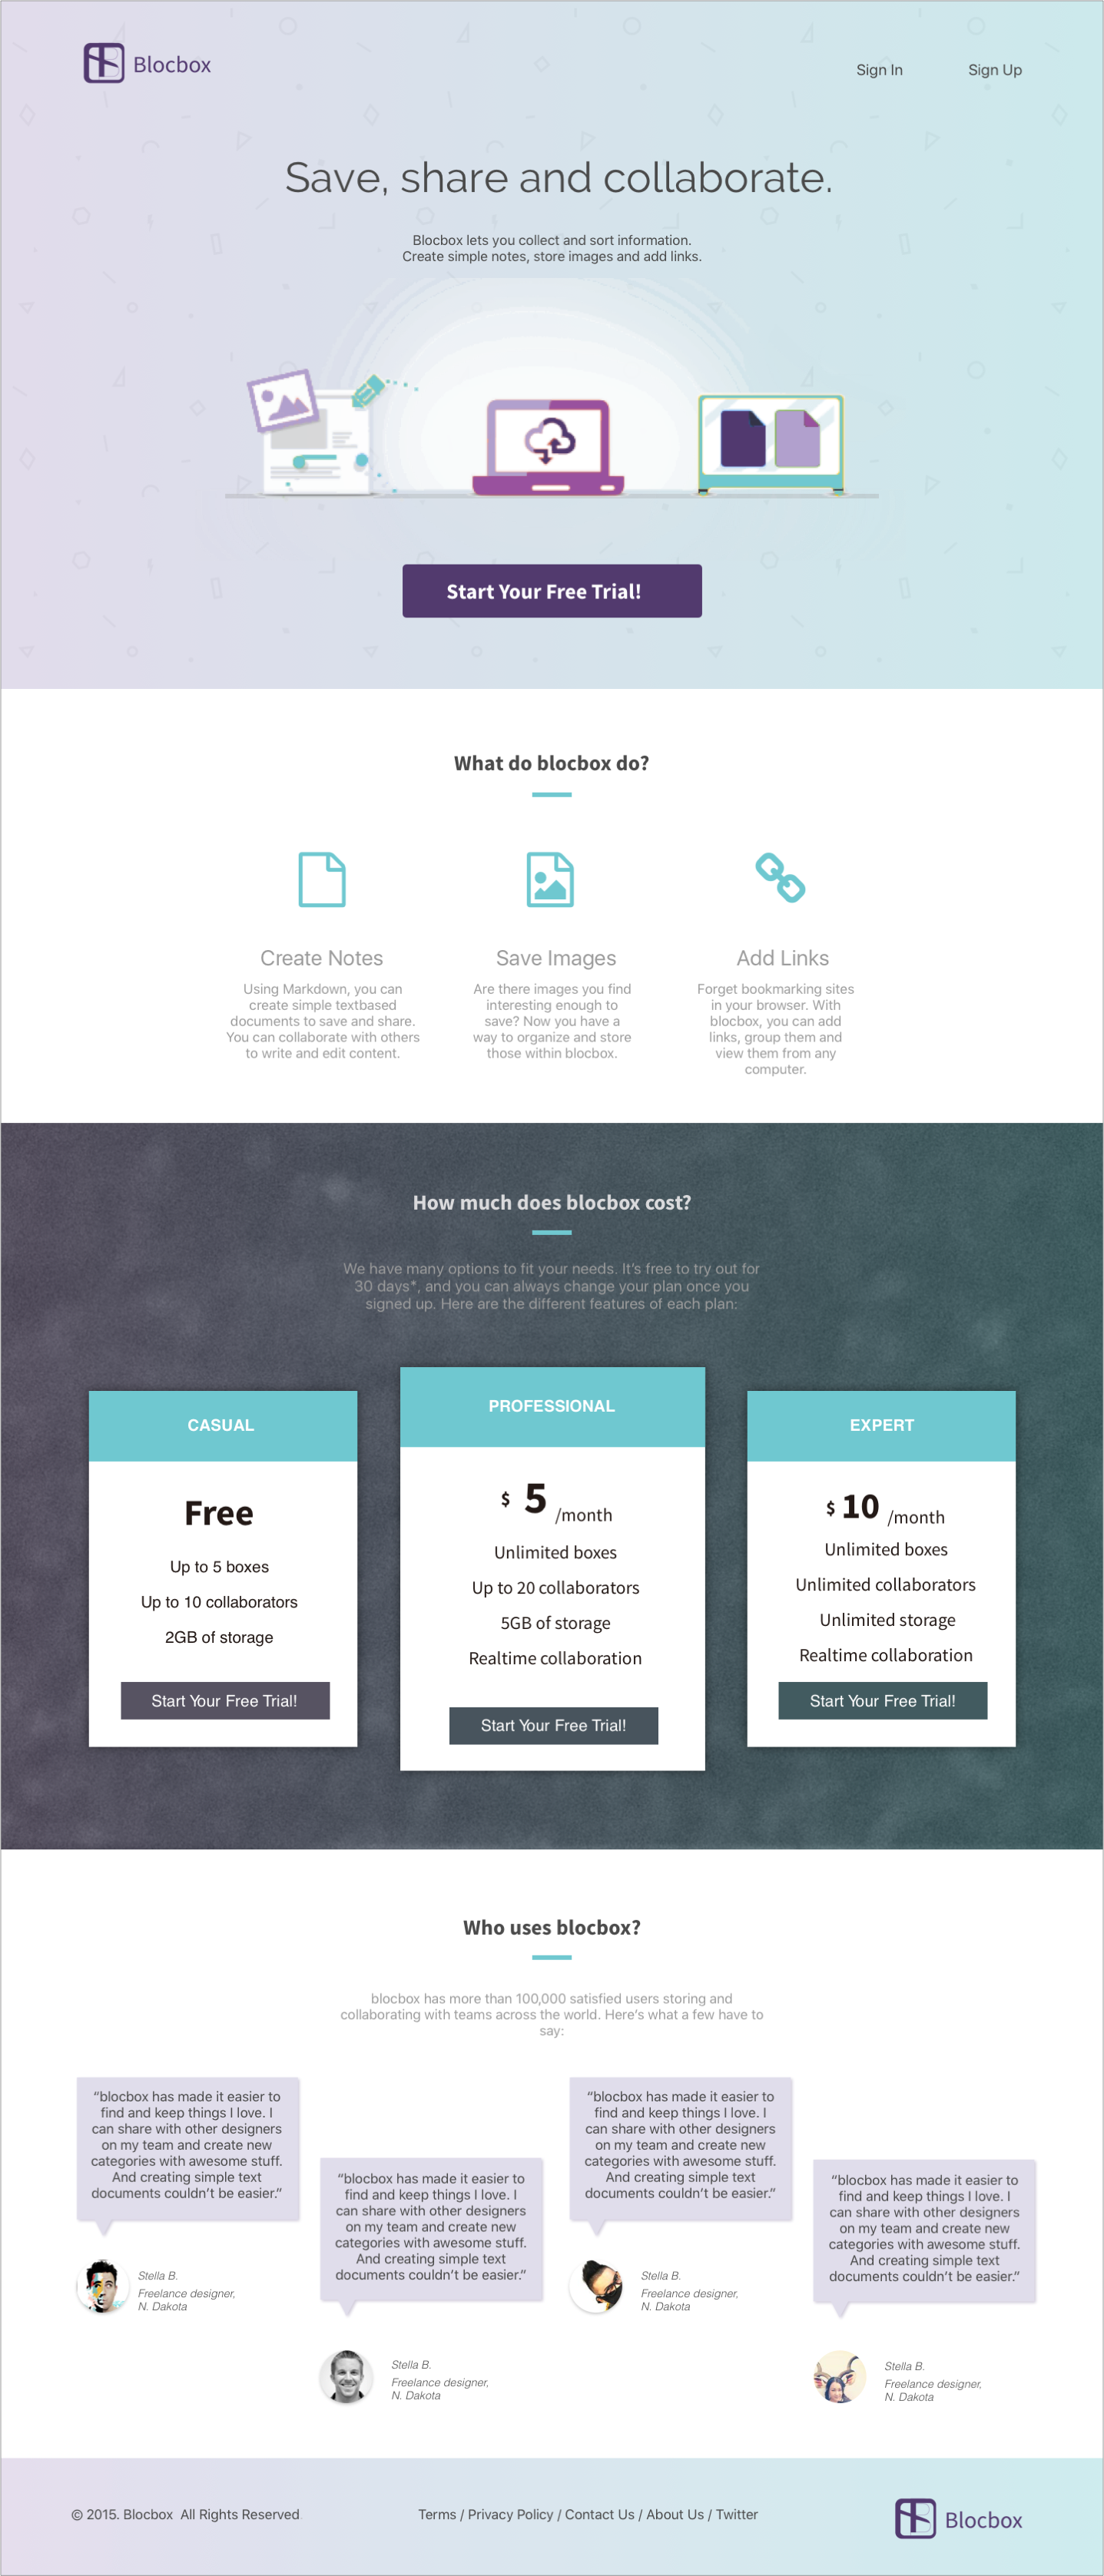 Blocbox
Sign In
Sign Up
Save, share and collaborate.
Blocbox lets you collect and sort information.
Create simple notes, store images and add links.
Start Your Free Trial!
What do blocbox do?
Create Notes
Using Markdown, you can
create simple textbased
documents to save and share.
You can collaborate with others
to write and edit content.
Save Images
Are there images you find
interesting enough to
save? Now you have a
way to organize and store
those within blocbox.
Add Links
Forget bookmarking sites
in your browser. With
blocbox, you can add
links, group them and
view them from any
computer.
How much does blocbox cost?
We have many options to fit your needs. It's free to try out for
30 days*, and you can always change your plan once you
signed up. Here are the different features of each plan:
CASUAL
Free
Up to 5 boxes
Up to 10 collaborators
2GB of storage
Start Your Free Trial!
PROFESSIONAL
$ 5 /month
Unlimited boxes
Up to 20 collaborators
5GB of storage
Realtime collaboration
Start Your Free Trial!
EXPERT
$ 10 /month
Unlimited boxes
Unlimited collaborators
Unlimited storage
Realtime collaboration
Start Your Free Trial!
Who uses blocbox?
blocbox has more than 100,000 satisfied users storing and
collaborating with teams across the world. Here's what a few have to
say:
“blocbox has made it easier to
find and keep things I love. I
can share with other designers
on my team and create new
categories with awesome stuff.
And creating simple text
documents couldn't be easier.”
Stella B.
Freelance designer,
N. Dakota
“blocbox has made it easier to
find and keep things I love. I
can share with other designers
on my team and create new
categories with awesome stuff.
And creating simple text
documents couldn't be easier.”
Stella B.
Freelance designer,
N. Dakota
“blocbox has made it easier to
find and keep things I love. I
can share with other designers
on my team and create new
categories with awesome stuff.
And creating simple text
documents couldn't be easier.”
Stella B.
Freelance designer,
N. Dakota
“blocbox has made it easier to
find and keep things I love. I
can share with other designers
on my team and create new
categories with awesome stuff.
And creating simple text
documents couldn't be easier.”
Stella B.
Freelance designer,
N. Dakota
© 2015. Blocbox All Rights Reserved
Terms / Privacy Policy / Contact Us / About Us / Twitter
Blocbox